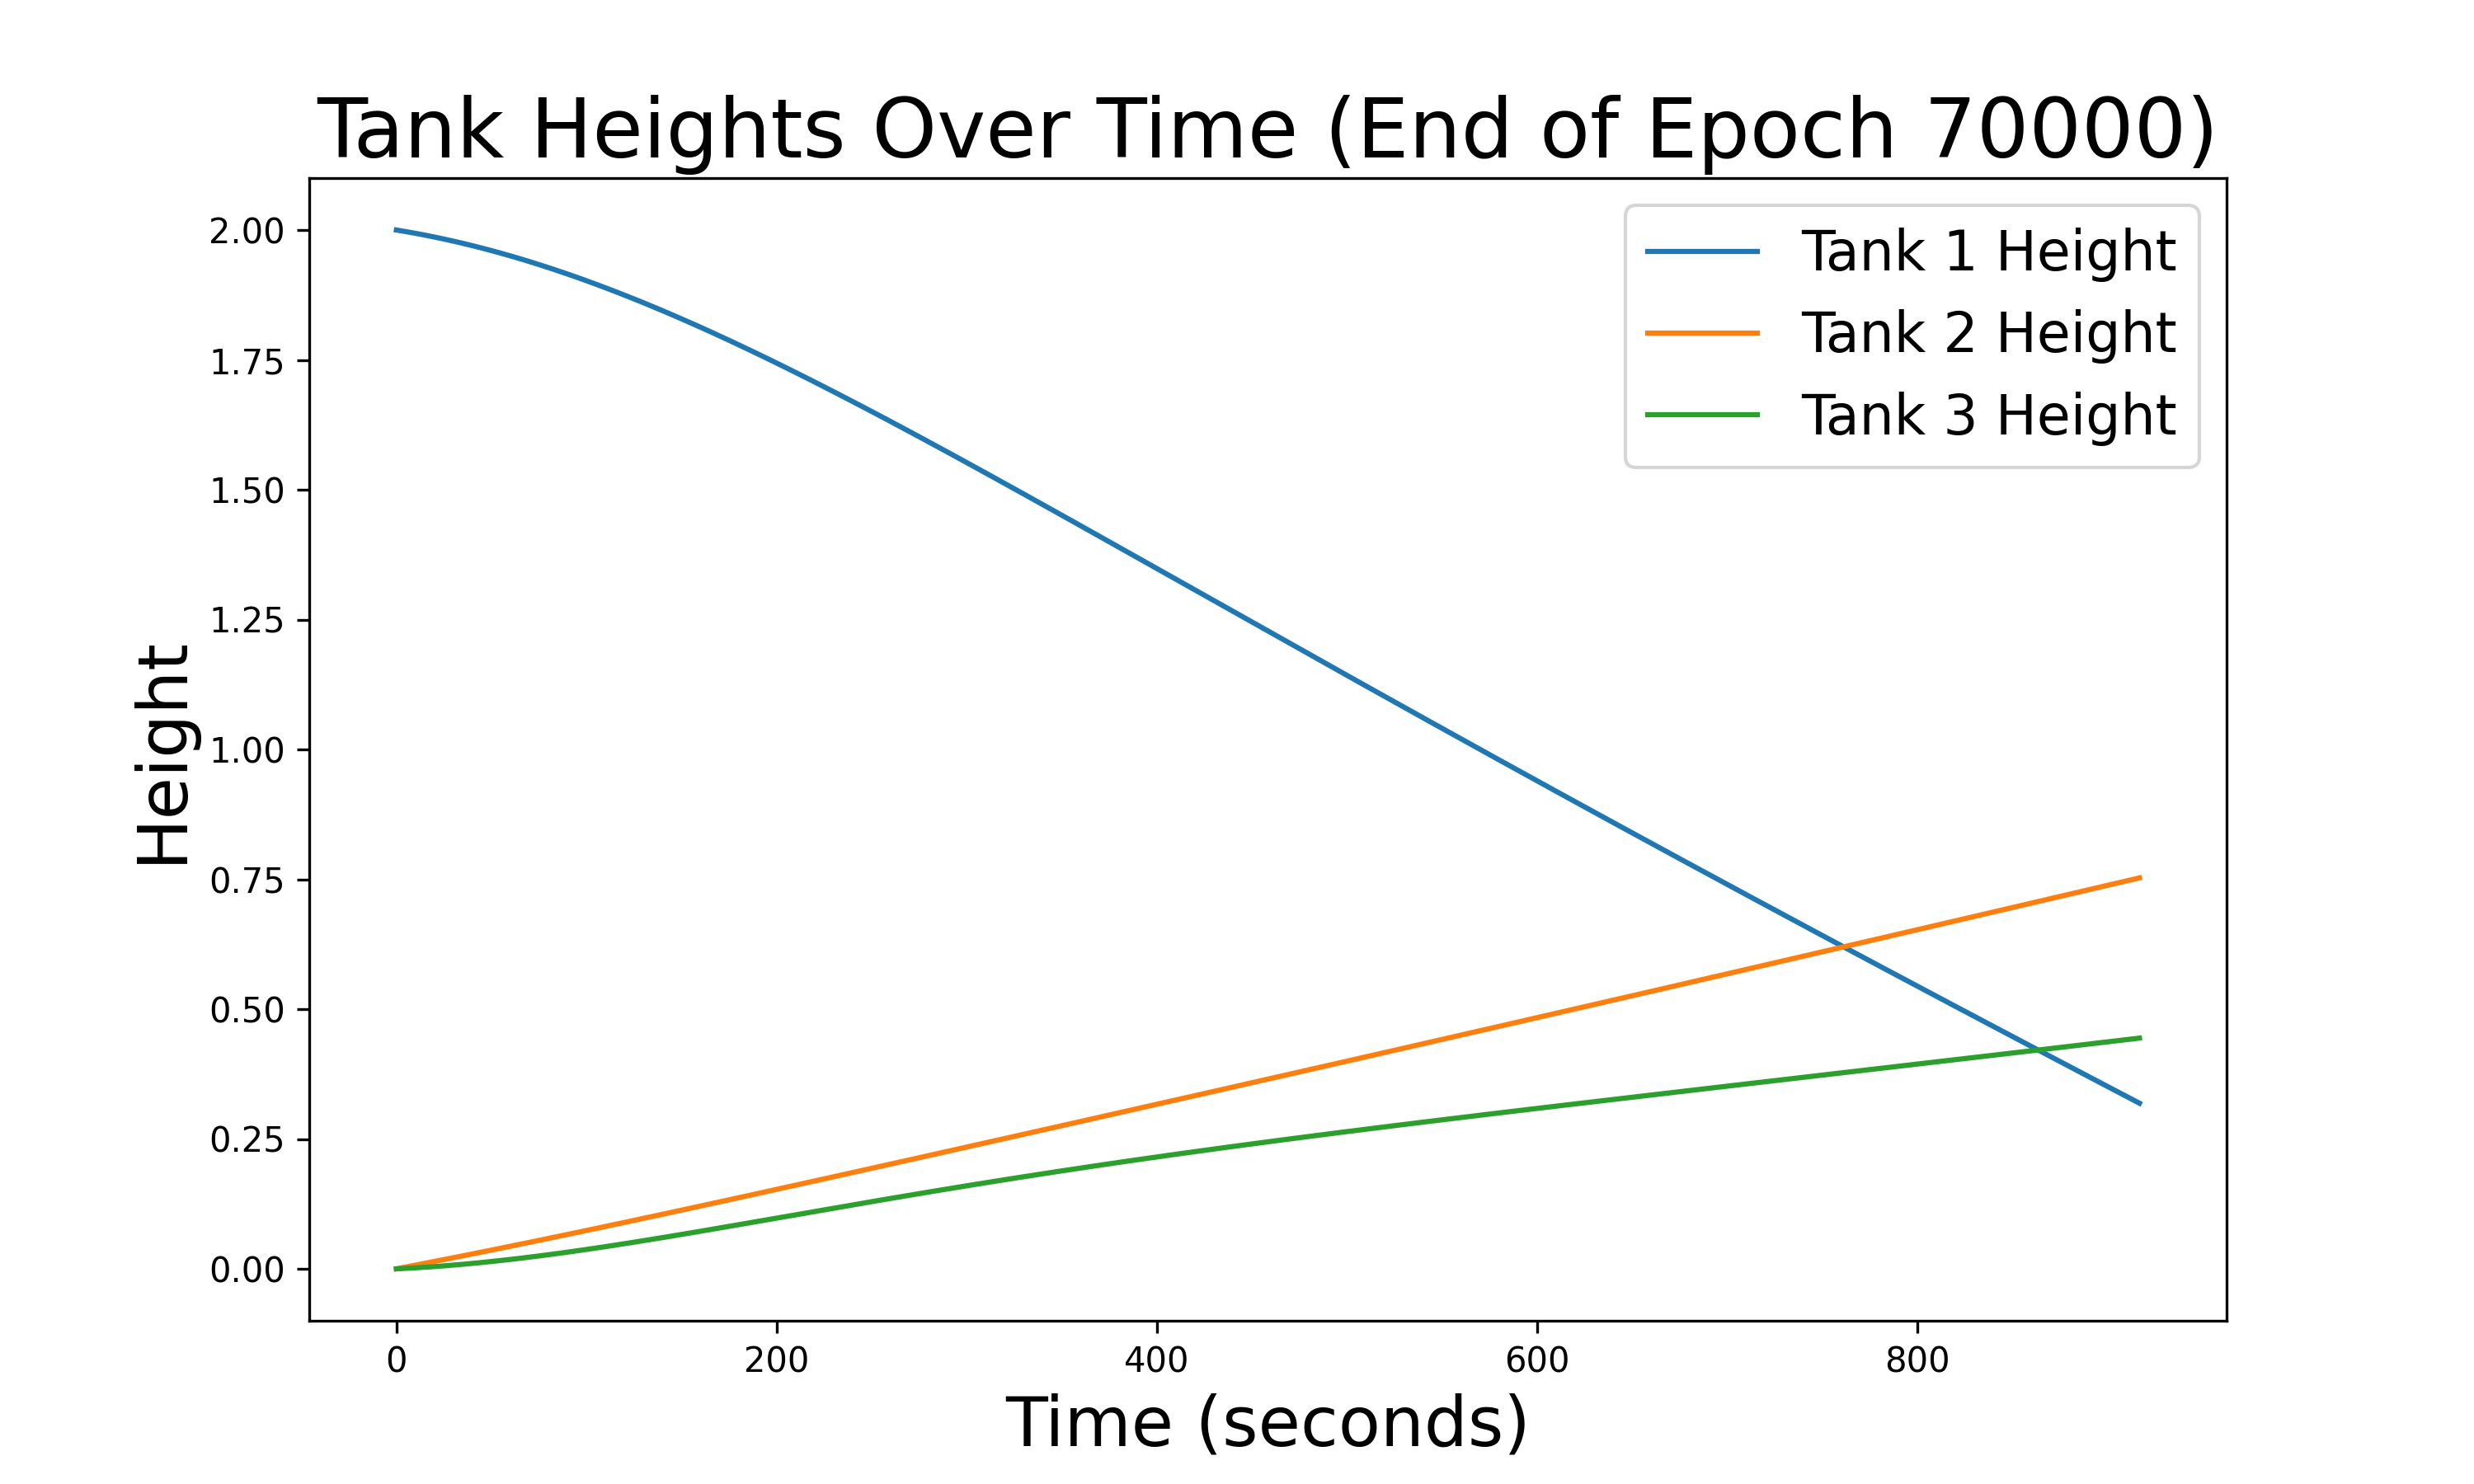 Tank Heights Over Time (End of Epoch 70000)
Tank 1 Height
Tank 2 Height
Tank 3 Height
Height
2.00
1.75
1.50
1.25
1.00
0.75
0.50
0.25
0.00
0 200 400 600 800
Time (seconds)